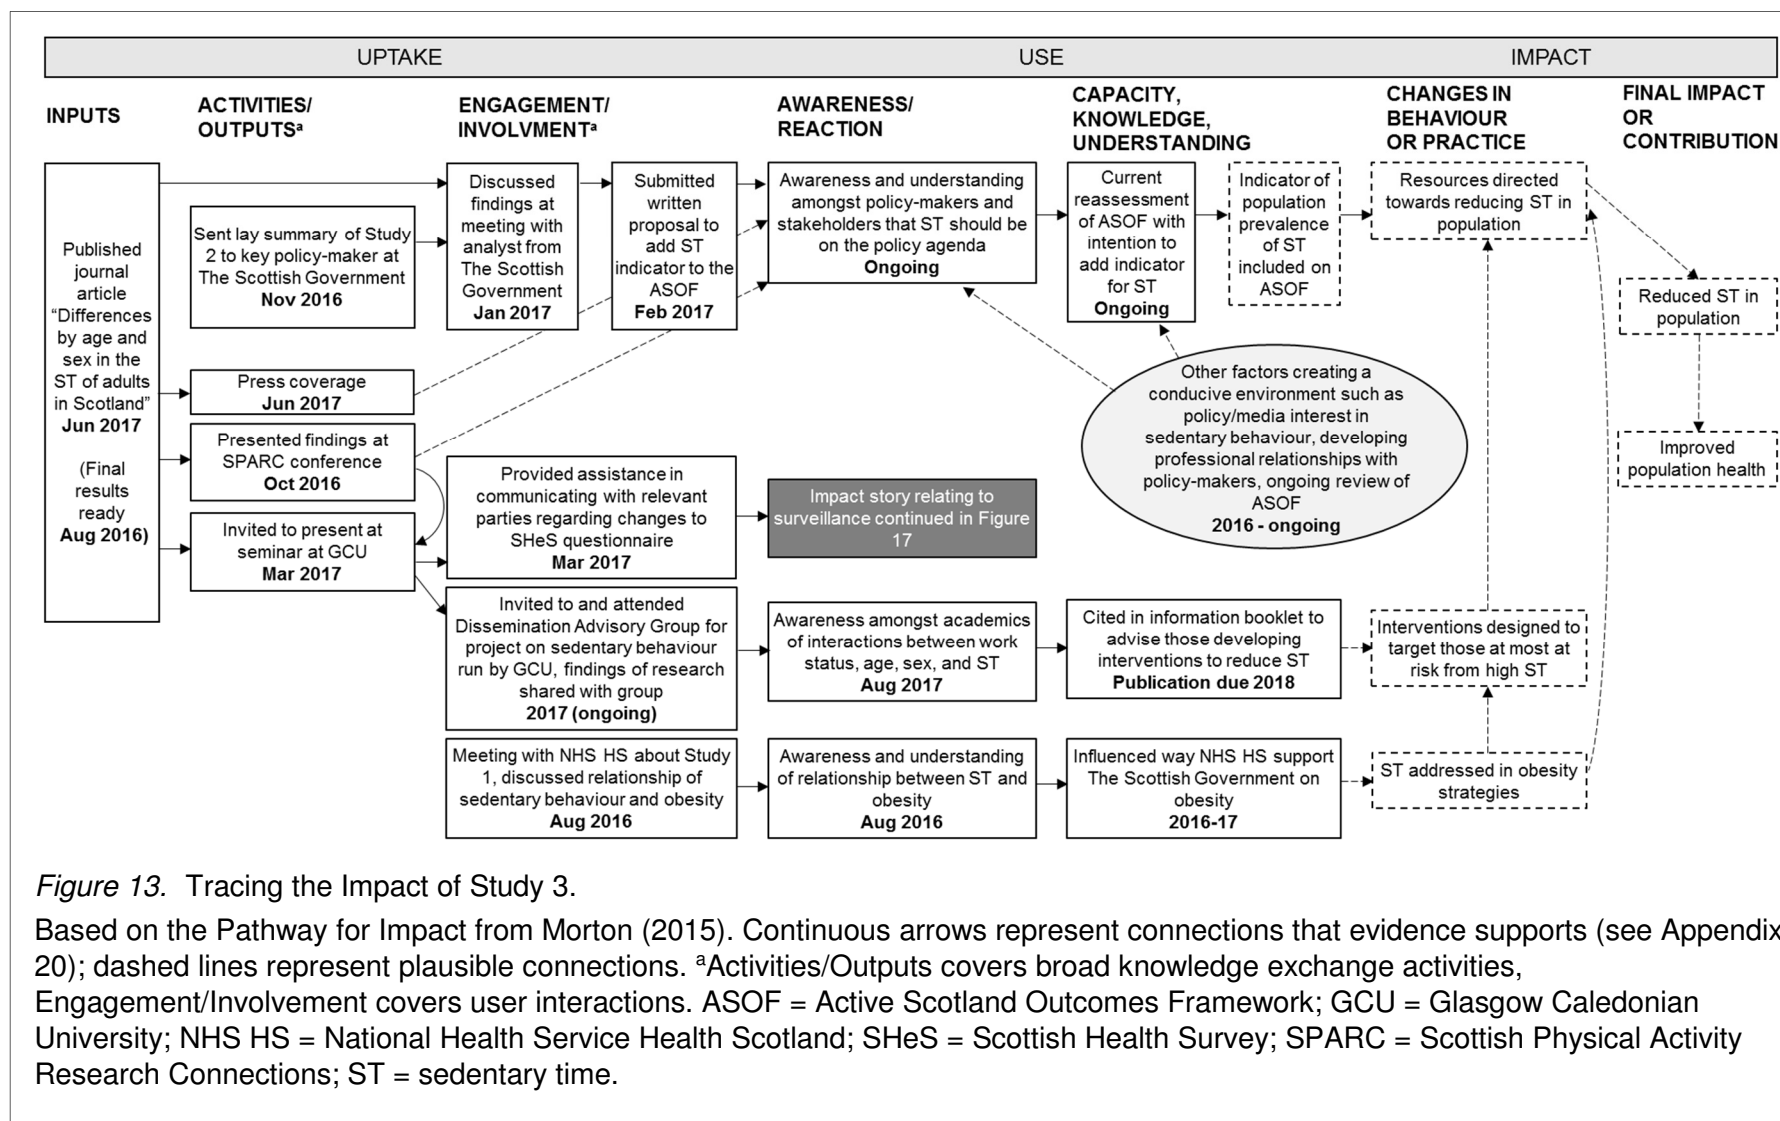 UPTAKE
USE
IMPACT
INPUTS
ACTIVITIES/
OUTPUTSᵃ
ENGAGEMENT/
INVOLVMENTᵃ
AWARENESS/
REACTION
CAPACITY,
KNOWLEDGE,
UNDERSTANDING
CHANGES IN
BEHAVIOUR
OR PRACTICE
FINAL IMPACT
OR
CONTRIBUTION
Published
journal
article
“Differences
by age and
sex in the
ST of adults
in Scotland”
Jun 2017
(Final
results
ready
Aug 2016)
Sent lay summary of Study
2 to key policy-maker at
The Scottish Government
Nov 2016
Press coverage
Jun 2017
Presented findings at
SPARC conference
Oct 2016
Invited to present at
seminar at GCU
Mar 2017
Discussed
findings at
meeting with
analyst from
The Scottish
Government
Jan 2017
Submitted
written
proposal to
add ST
indicator to the
ASOF
Feb 2017
Provided assistance in
communicating with relevant
parties regarding changes to
SHeS questionnaire
Mar 2017
Invited to and attended
Dissemination Advisory Group for
project on sedentary behaviour
run by GCU, findings of research
shared with group
2017 (ongoing)
Meeting with NHS HS about Study
1, discussed relationship of
sedentary behaviour and obesity
Aug 2016
Awareness and understanding
amongst policy-makers and
stakeholders that ST should be
on the policy agenda
Ongoing
Impact story relating to
surveillance continued in Figure
17
Awareness amongst academics
of interactions between work
status, age, sex, and ST
Aug 2017
Awareness and understanding
of relationship between ST and
obesity
Aug 2016
Current
reassessment
of ASOF with
intention to
add indicator
for ST
Ongoing
Indicator of
population
prevalence
of ST
included on
ASOF
Other factors creating a
conducive environment such as
policy/media interest in
sedentary behaviour, developing
professional relationships with
policy-makers, ongoing review of
ASOF
2016 - ongoing
Cited in information booklet to
advise those developing
interventions to reduce ST
Publication due 2018
Influenced way NHS HS support
The Scottish Government on
obesity
2016-17
Resources directed
towards reducing ST in
population
Interventions designed to
target those at most at
risk from high ST
ST addressed in obesity
strategies
Reduced ST in
population
Improved
population health
Figure 13. Tracing the Impact of Study 3.
Based on the Pathway for Impact from Morton (2015). Continuous arrows represent connections that evidence supports (see Appendix
20); dashed lines represent plausible connections. ᵃActivities/Outputs covers broad knowledge exchange activities,
Engagement/Involvement covers user interactions. ASOF = Active Scotland Outcomes Framework; GCU = Glasgow Caledonian
University; NHS HS = National Health Service Health Scotland; SHeS = Scottish Health Survey; SPARC = Scottish Physical Activity
Research Connections; ST = sedentary time.